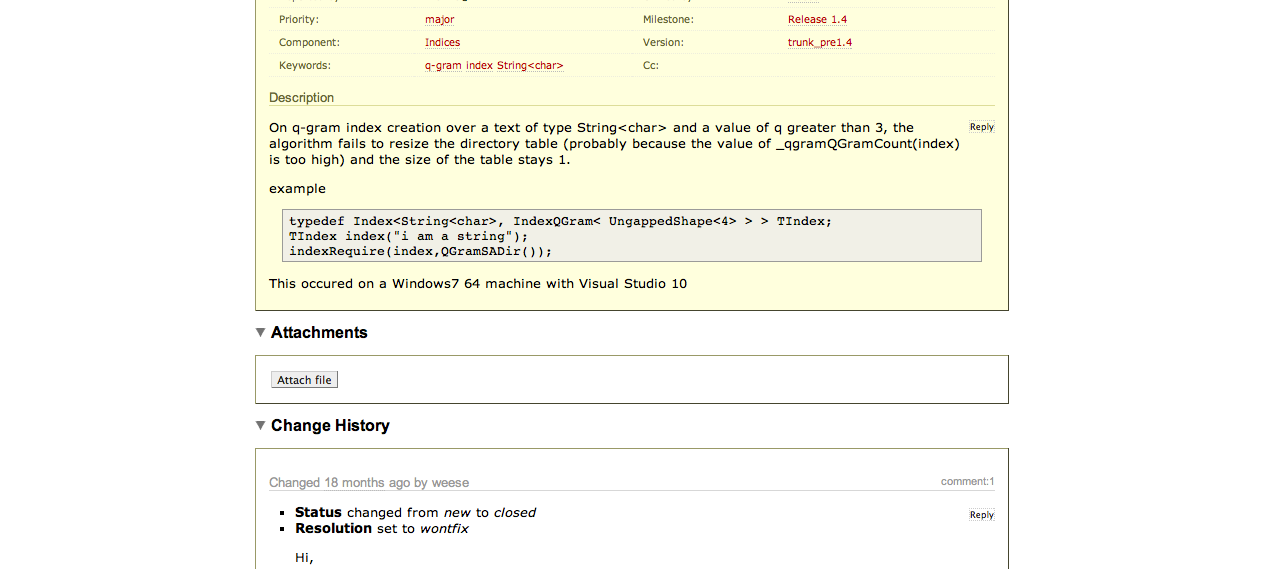 Priority: major Milestone: Release 1.4
Component: Indices Version: trunk_pre1.4
Keywords: q-gram index String<char> Cc:
Description
On q-gram index creation over a text of type String<char> and a value of q greater than 3, the Reply
algorithm fails to resize the directory table (probably because the value of _qgramQGramCount(index)
is too high) and the size of the table stays 1.
example
typedef Index<String<char>, IndexQGram< UngappedShape<4> > > TIndex;
TIndex index("i am a string");
indexRequire(index,QGramSADir());
This occured on a Windows7 64 machine with Visual Studio 10
Attachments
Attach file
Change History
Changed 18 months ago by weese comment:1
Status changed from new to closed
Reply
Resolution set to wontfix
Hi,